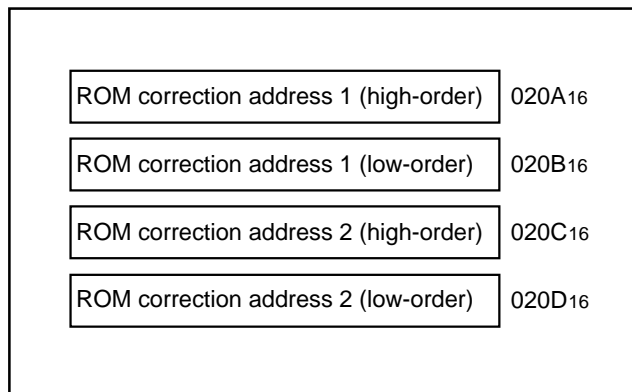 ROM correction address 1 (high-order) 020A16
ROM correction address 1 (low-order) 020B16
ROM correction address 2 (high-order) 020C16
ROM correction address 2 (low-order) 020D16